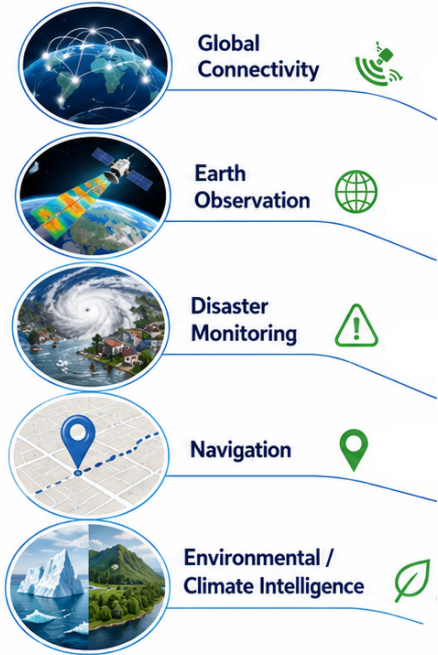 Global
Connectivity
Earth
Observation
Disaster
Monitoring
Navigation
Environmental /
Climate Intelligence